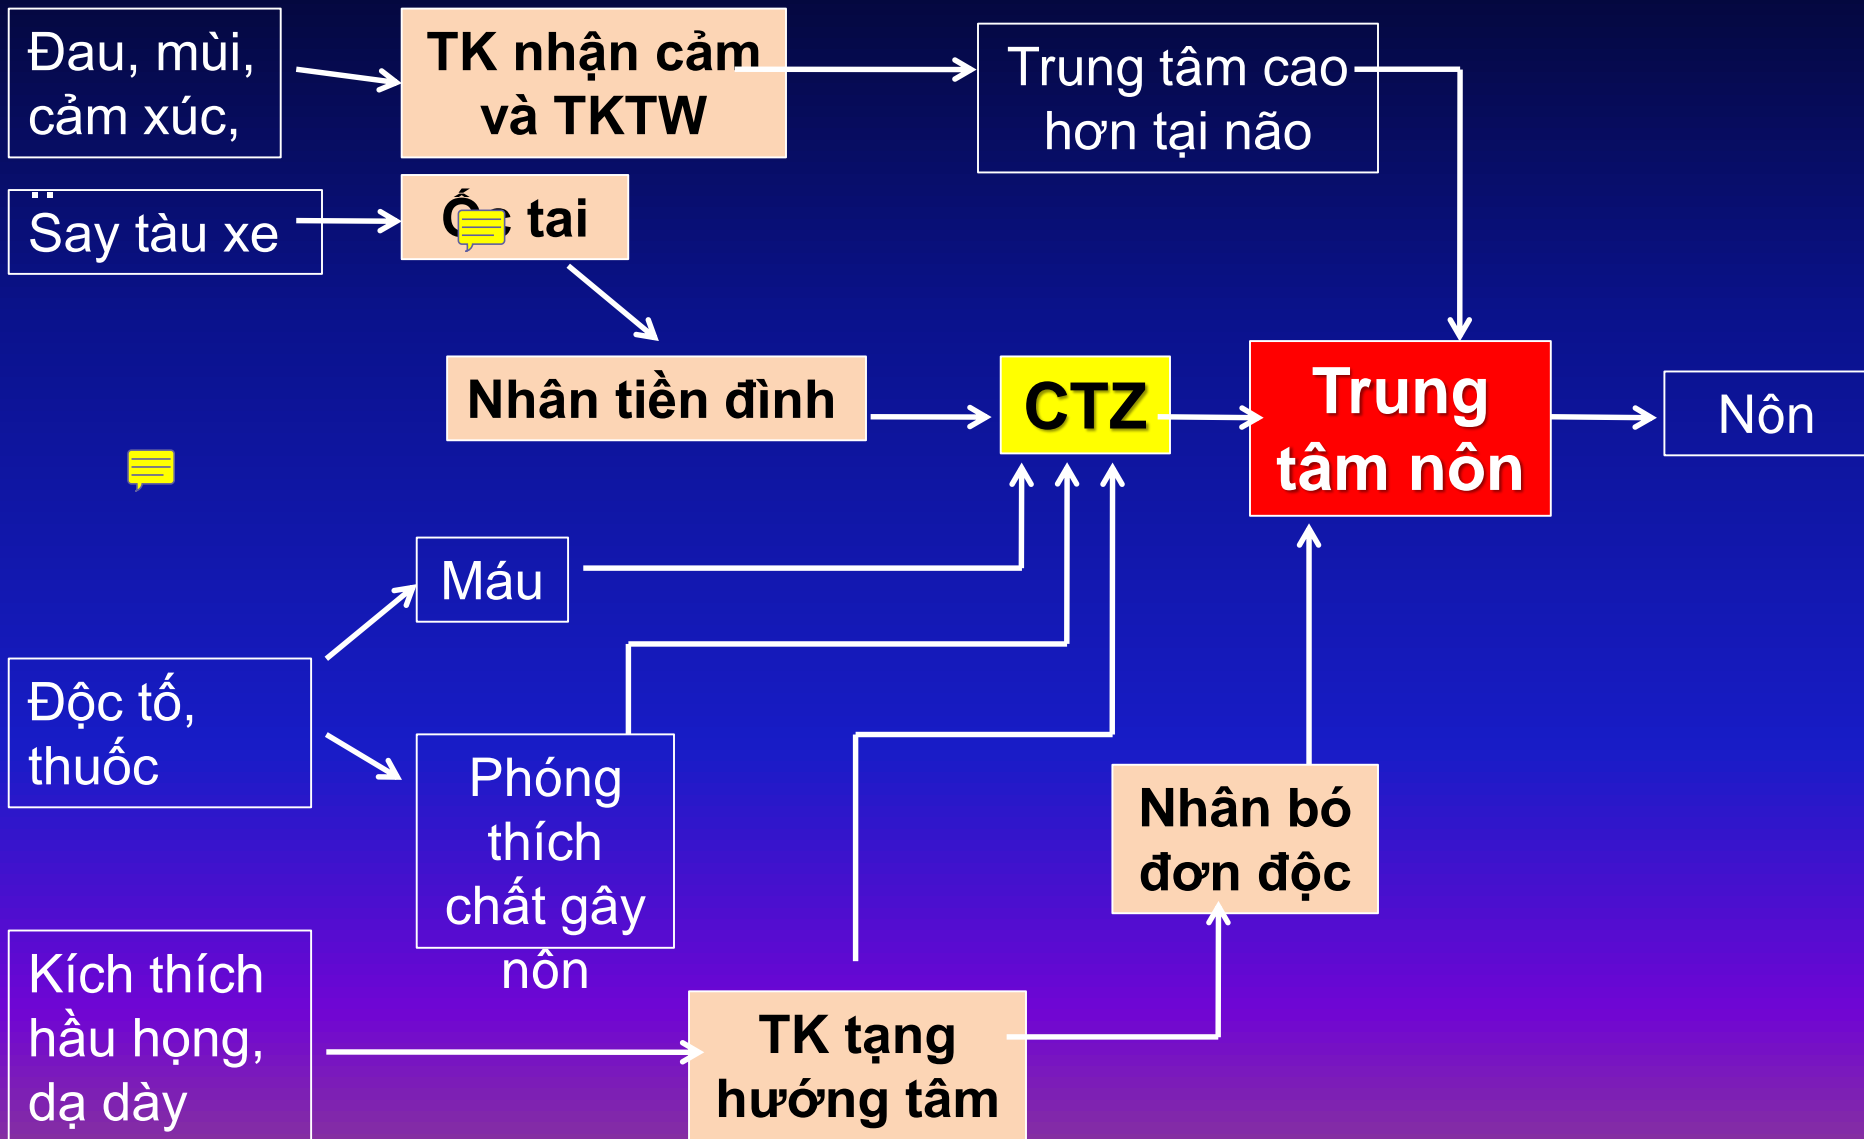 Đau, mùi,
cảm xúc,
..
TK nhận cảm
và TKTW
Trung tâm cao
hơn tại não
Say tàu xe
Ốc tai
Nhân tiền đình
CTZ
Trung
tâm nôn
Nôn
Máu
Độc tố,
thuốc
Phóng
thích
chất gây
nôn
Nhân bó
đơn độc
Kích thích
hầu họng,
dạ dày
TK tạng
hướng tâm